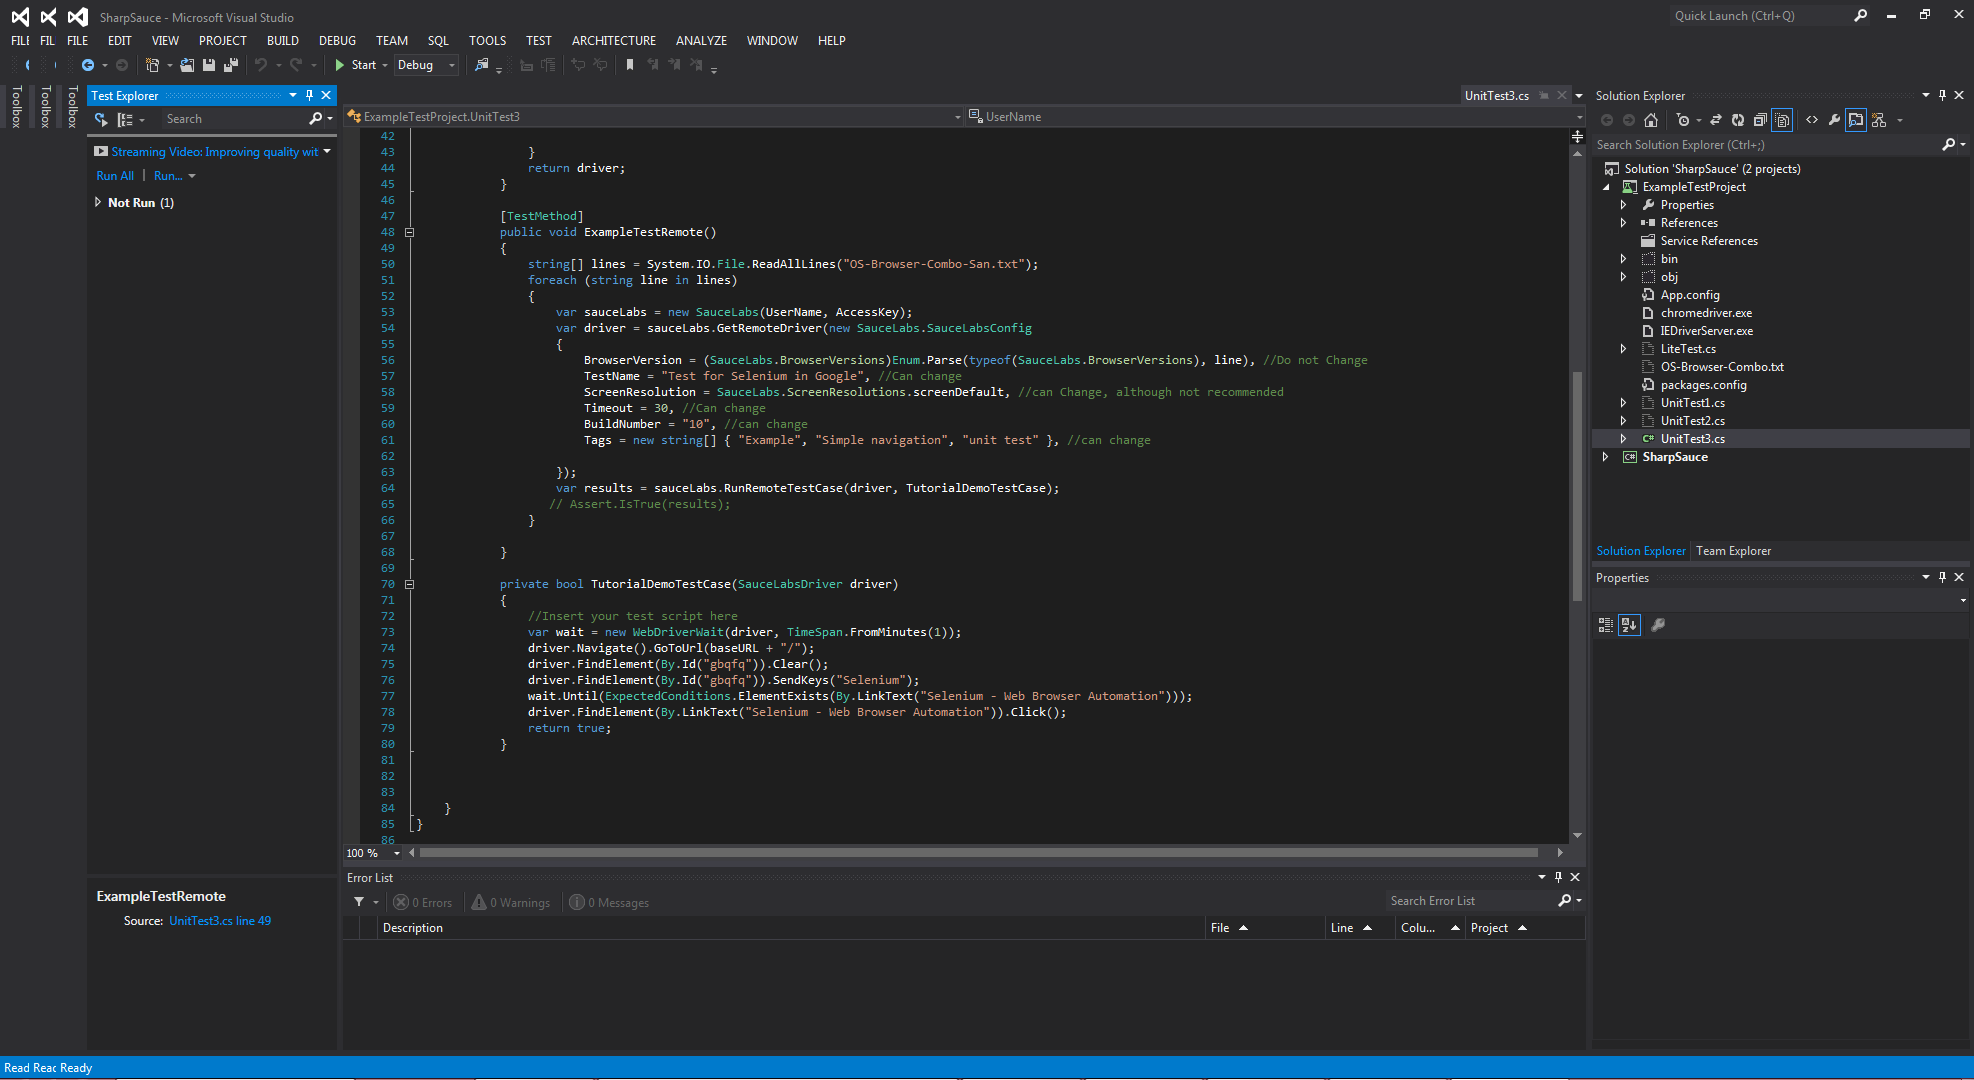 SharpSauce - Microsoft Visual Studio
Quick Launch (Ctrl+Q)
FILE FIL FILE EDIT VIEW PROJECT BUILD DEBUG TEAM SQL TOOLS TEST ARCHITECTURE ANALYZE WINDOW HELP
Start Debug
Toolbox
Toolbox
Toolbox
Test Explorer
Search
Streaming Video: Improving quality wit
Run All | Run...
Not Run (1)
ExampleTestRemote
Source: UnitTest3.cs line 49
UnitTest3.cs
ExampleTestProject.UnitTest3
UserName
42
43 }
44 return driver;
45 }
46
47 [TestMethod]
48 public void ExampleTestRemote()
49 {
50 string[] lines = System.IO.File.ReadAllLines("OS-Browser-Combo-San.txt");
51 foreach (string line in lines)
52 {
53 var sauceLabs = new SauceLabs(UserName, AccessKey);
54 var driver = sauceLabs.GetRemoteDriver(new SauceLabs.SauceLabsConfig
55 {
56 BrowserVersion = (SauceLabs.BrowserVersions)Enum.Parse(typeof(SauceLabs.BrowserVersions), line), //Do not Change
57 TestName = "Test for Selenium in Google", //Can change
58 ScreenResolution = SauceLabs.ScreenResolutions.screenDefault, //can Change, although not recommended
59 Timeout = 30, //Can change
60 BuildNumber = "10", //can change
61 Tags = new string[] { "Example", "Simple navigation", "unit test" }, //can change
62
63 });
64 var results = sauceLabs.RunRemoteTestCase(driver, TutorialDemoTestCase);
65 // Assert.IsTrue(results);
66 }
67
68 }
69
70 private bool TutorialDemoTestCase(SauceLabsDriver driver)
71 {
72 //Insert your test script here
73 var wait = new WebDriverWait(driver, TimeSpan.FromMinutes(1));
74 driver.Navigate().GoToUrl(baseURL + "/");
75 driver.FindElement(By.Id("gbqfq")).Clear();
76 driver.FindElement(By.Id("gbqfq")).SendKeys("Selenium");
77 wait.Until(ExpectedConditions.ElementExists(By.LinkText("Selenium - Web Browser Automation")));
78 driver.FindElement(By.LinkText("Selenium - Web Browser Automation")).Click();
79 return true;
80 }
81
82
83
84 }
85 }
86
100 %
Error List
0 Errors 0 Warnings 0 Messages
Search Error List
Description File Line Colu... Project
Solution Explorer
Search Solution Explorer (Ctrl+;)
Solution 'SharpSauce' (2 projects)
ExampleTestProject
Properties
References
Service References
bin
obj
App.config
chromedriver.exe
IEDriverServer.exe
LiteTest.cs
OS-Browser-Combo.txt
packages.config
UnitTest1.cs
UnitTest2.cs
UnitTest3.cs
SharpSauce
Solution Explorer Team Explorer
Properties
Read Reac Ready